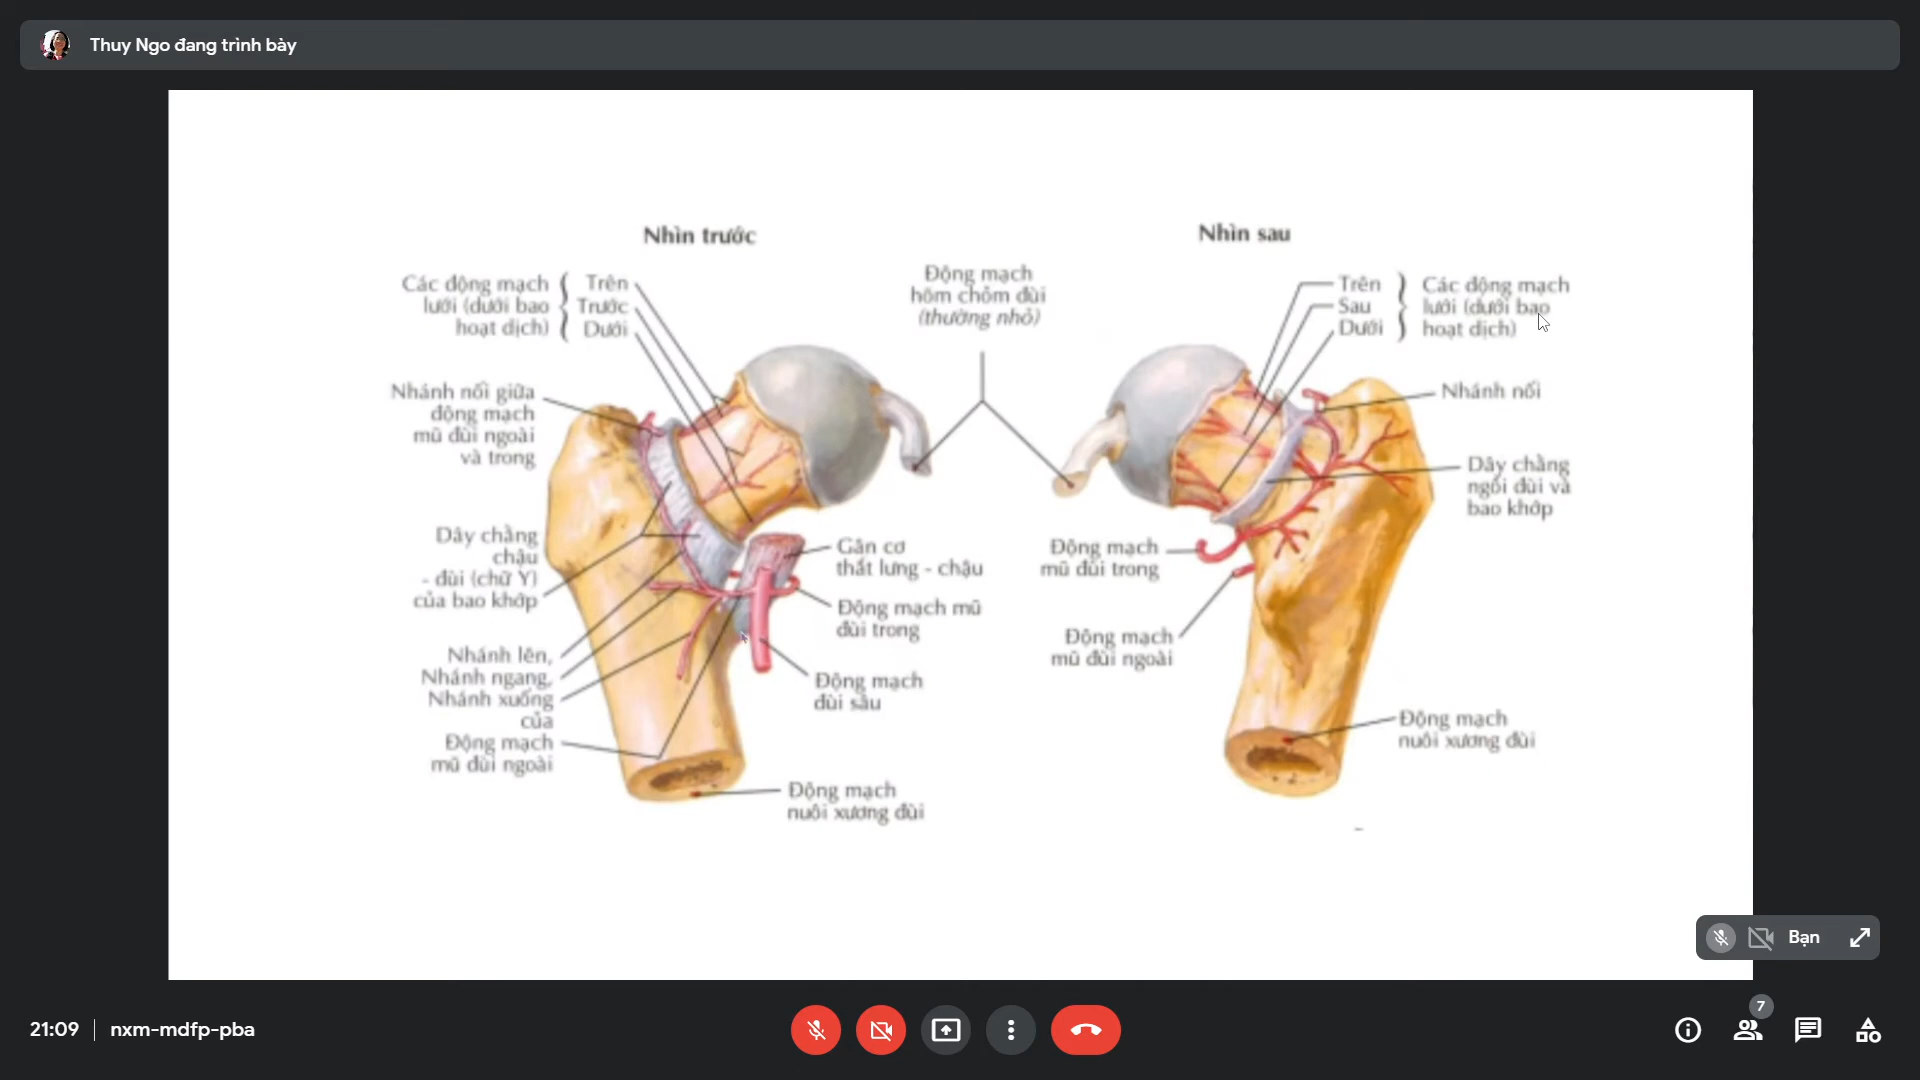 Thuy Ngo đang trình bày
Nhìn trước
Các động mạch
lưới (dưới bao
hoạt dịch)
Trên
Trước
Dưới
Nhánh nối giữa
động mạch
mũ đùi ngoài
và trong
Dây chằng
chậu
- đùi (chữ Y)
của bao khớp
Nhánh lên,
Nhánh ngang,
Nhánh xuống
của
Động mạch
mũ đùi ngoài
Gân cơ
thắt lưng - chậu
Động mạch mũ
đùi trong
Động mạch
đùi sâu
Động mạch
nuôi xương đùi
Động mạch
hõm chỏm đùi
(thường nhỏ)
Nhìn sau
Trên
Sau
Dưới
Các động mạch
lưới (dưới bao
hoạt dịch)
Nhánh nối
Dây chằng
ngồi đùi và
bao khớp
Động mạch
mũ đùi trong
Động mạch
mũ đùi ngoài
Động mạch
nuôi xương đùi
Bạn
21:09 nxm-mdfp-pba
7